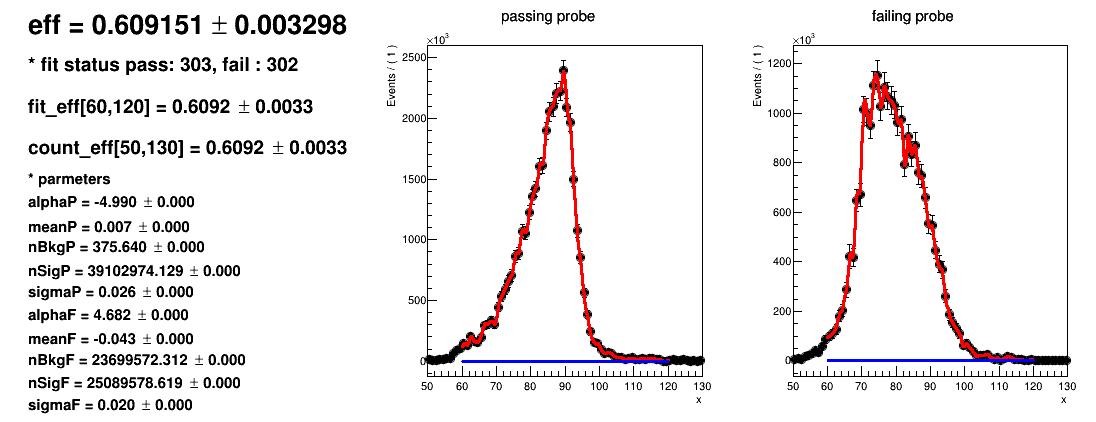 eff = 0.609151 ± 0.003298
* fit status pass: 303, fail : 302
fit_eff[60,120] = 0.6092 ± 0.0033
count_eff[50,130] = 0.6092 ± 0.0033
* parmeters
alphaP = -4.990 ± 0.000
meanP = 0.007 ± 0.000
nBkgP = 375.640 ± 0.000
nSigP = 39102974.129 ± 0.000
sigmaP = 0.026 ± 0.000
alphaF = 4.682 ± 0.000
meanF = -0.043 ± 0.000
nBkgF = 23699572.312 ± 0.000
nSigF = 25089578.619 ± 0.000
sigmaF = 0.020 ± 0.000
passing probe
×10³
Events / ( 1 )
2500
2000
1500
1000
500
0
50 60 70 80 90 100 110 120 130
x
failing probe
×10³
Events / ( 1 )
1200
1000
800
600
400
200
0
50 60 70 80 90 100 110 120 130
x